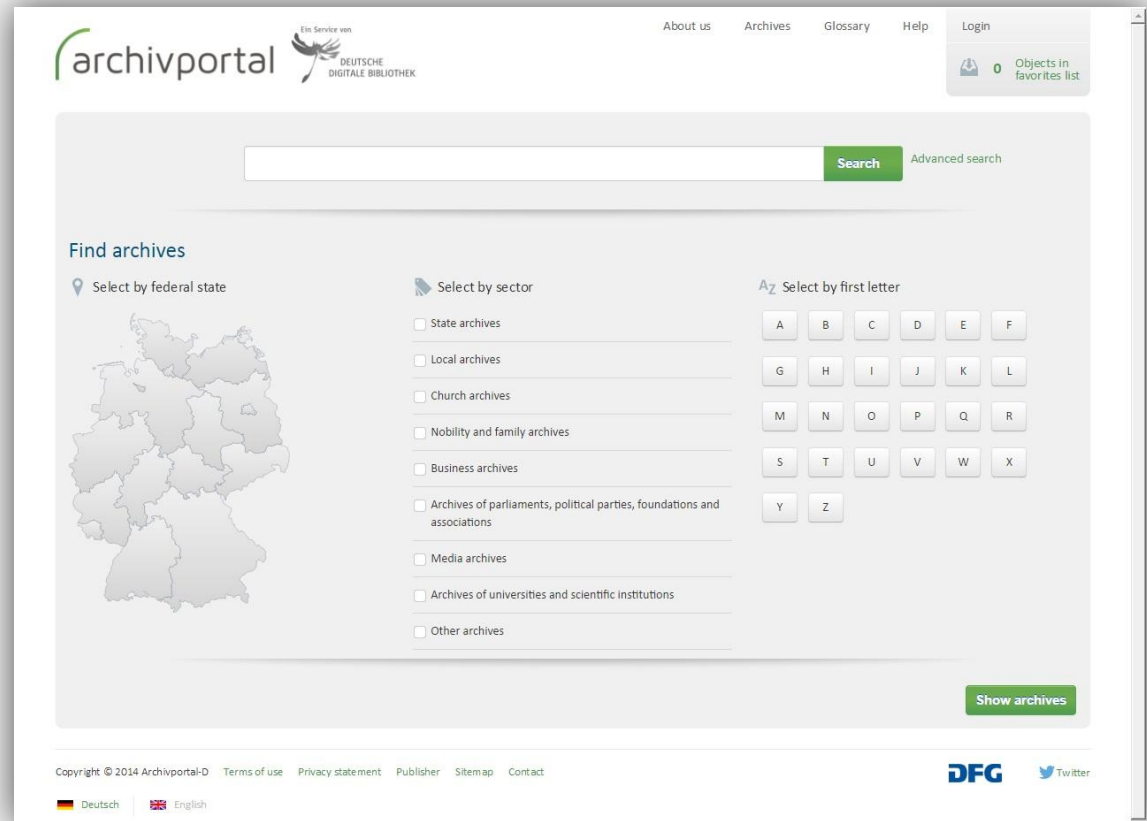 About us Archives Glossary Help Login
archivportal
Ein Service von
DEUTSCHE
DIGITALE BIBLIOTHEK
0 Objects in
favorites list
Search Advanced search
Find archives
Select by federal state
Select by sector
State archives
Local archives
Church archives
Nobility and family archives
Business archives
Archives of parliaments, political parties, foundations and
associations
Media archives
Archives of universities and scientific institutions
Other archives
AZ Select by first letter
A B C D E F
G H I J K L
M N O P Q R
S T U V W X
Y Z
Show archives
Copyright © 2014 Archivportal-D Terms of use Privacy statement Publisher Sitemap Contact
DFG Twitter
Deutsch English